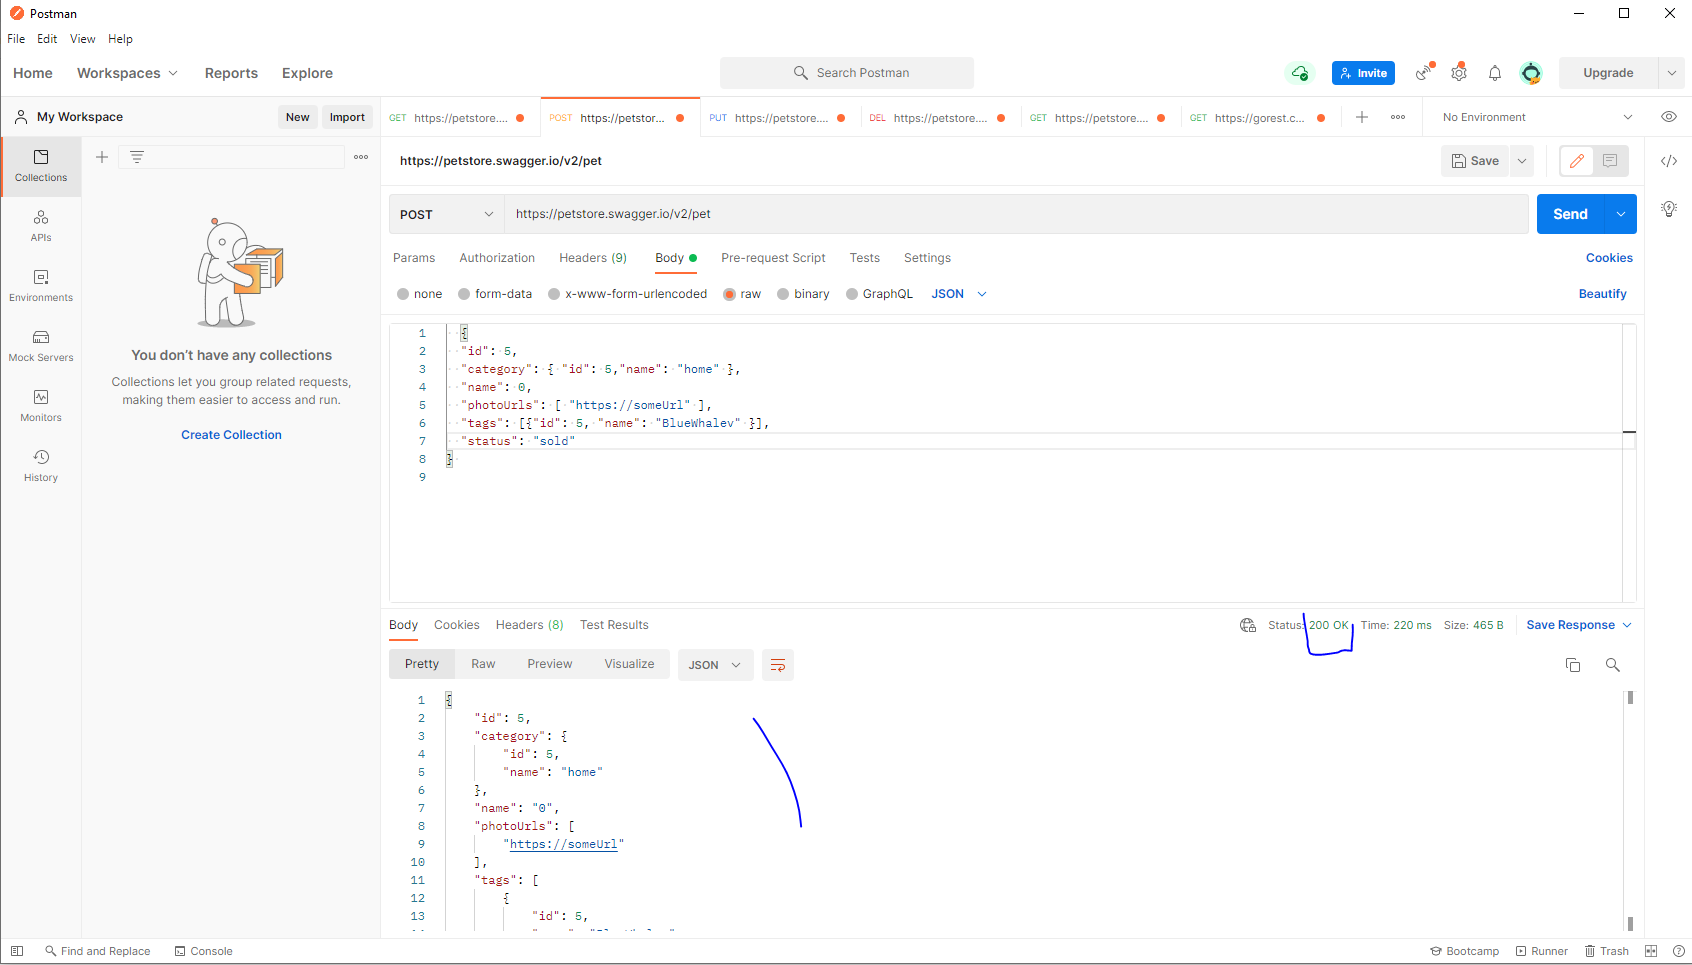 Postman
File Edit View Help
Home Workspaces Reports Explore
Search Postman
Invite
Upgrade
My Workspace
New Import
GET https://petstore....
POST https://petstor...
PUT https://petstore....
DEL https://petstore....
GET https://petstore....
GET https://gorest.c...
No Environment
Collections
APIs
Environments
Mock Servers
Monitors
History
You don't have any collections
Collections let you group related requests,
making them easier to access and run.
Create Collection
https://petstore.swagger.io/v2/pet
Save
POST https://petstore.swagger.io/v2/pet
Send
Params Authorization Headers (9) Body Pre-request Script Tests Settings
Cookies
none form-data x-www-form-urlencoded raw binary GraphQL JSON
Beautify
1 {
2 "id": 5,
3 "category": { "id": 5,"name": "home" },
4 "name": 0,
5 "photoUrls": [ "https://someUrl" ],
6 "tags": [{"id": 5, "name": "BlueWhalev" }],
7 "status": "sold"
8 }
9
Body Cookies Headers (8) Test Results
Status: 200 OK Time: 220 ms Size: 465 B
Save Response
Pretty Raw Preview Visualize JSON
1 {
2 "id": 5,
3 "category": {
4 "id": 5,
5 "name": "home"
6 },
7 "name": "0",
8 "photoUrls": [
9 "https://someUrl"
10 ],
11 "tags": [
12 {
13 "id": 5,
Find and Replace Console
Bootcamp Runner Trash